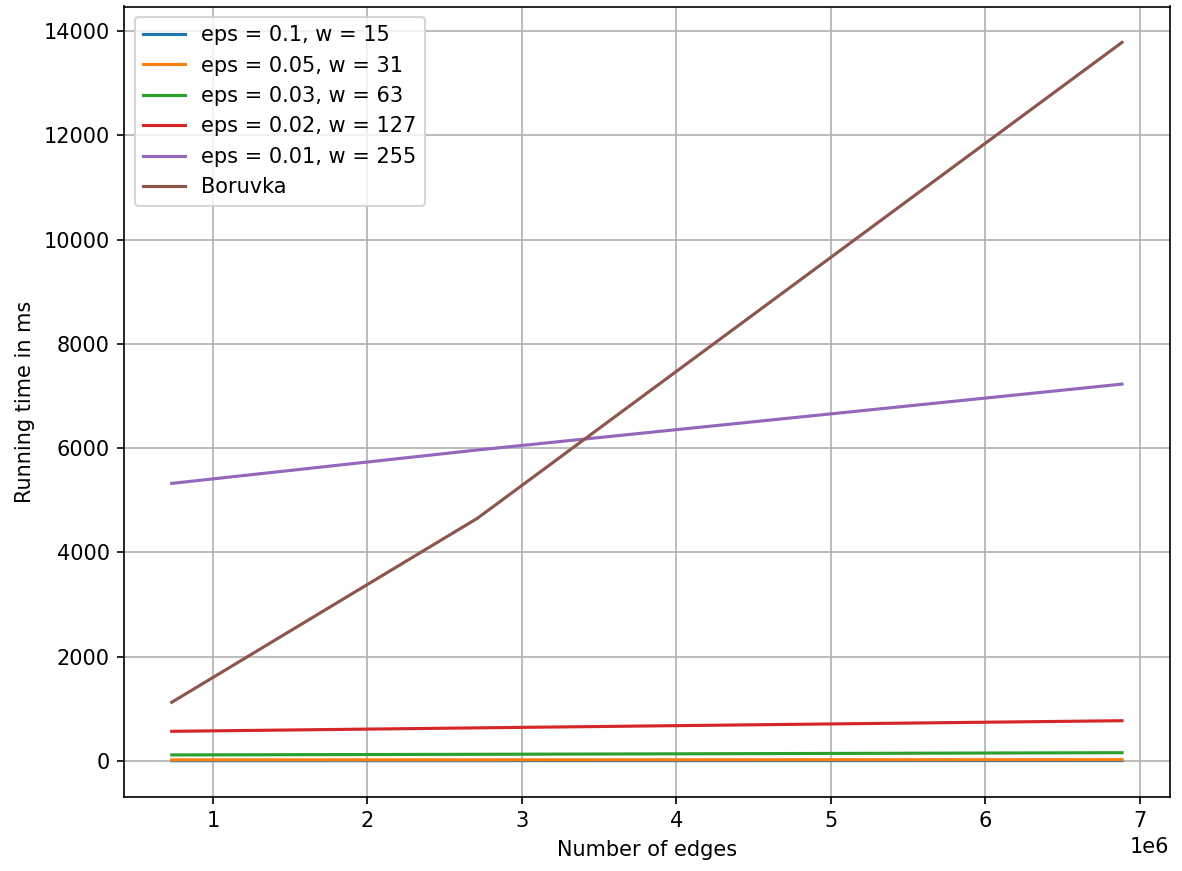 14000
12000
10000
8000
6000
4000
2000
0
Running time in ms
eps = 0.1, w = 15
eps = 0.05, w = 31
eps = 0.03, w = 63
eps = 0.02, w = 127
eps = 0.01, w = 255
Boruvka
1 2 3 4 5 6 7
1e6
Number of edges